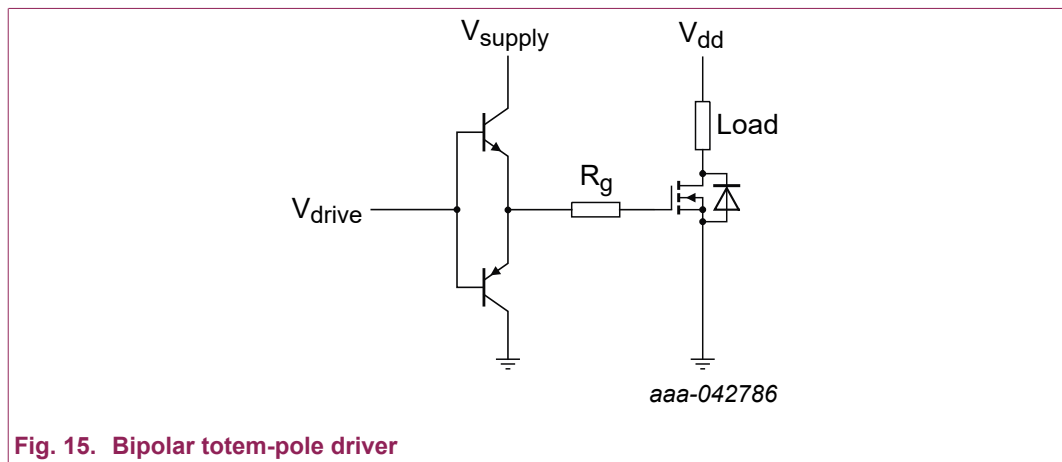 Vsupply
Vdd
Load
Rg
Vdrive
aaa-042786
Fig. 15. Bipolar totem-pole driver